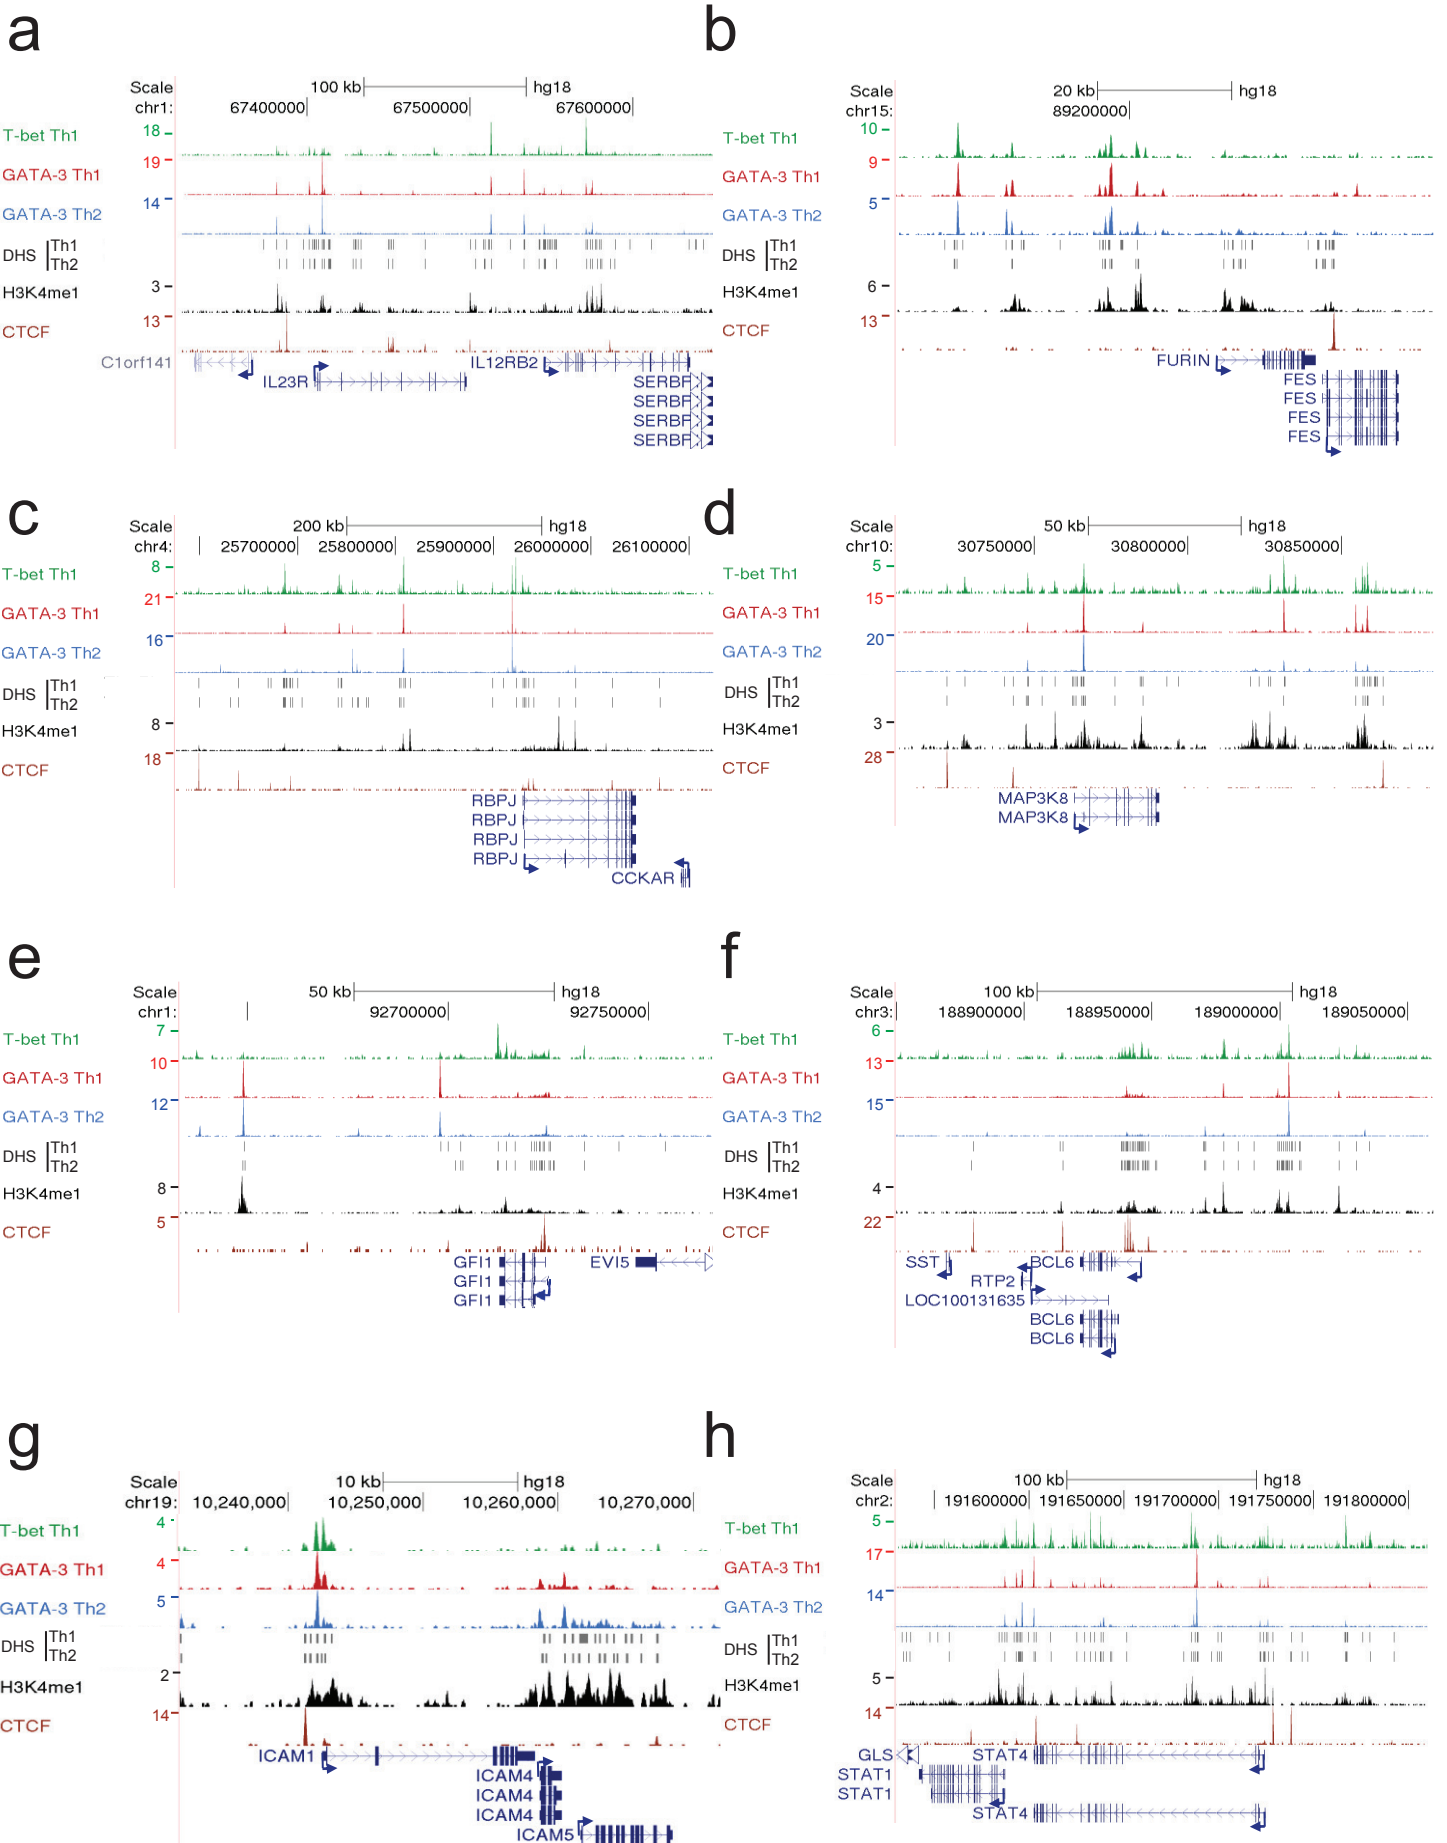 a
Scale 100 kb hg18
chr1: 67400000 67500000 67600000
T-bet Th1 18
GATA-3 Th1 19
GATA-3 Th2 14
DHS Th1
Th2
H3K4me1 3
CTCF 13
C1orf141 IL12RB2
IL23R SERBF
SERBF
SERBF
SERBF
b
Scale 20 kb hg18
chr15: 89200000
10
T-bet Th1
9
GATA-3 Th1
5
GATA-3 Th2
DHS Th1
Th2
H3K4me1 6
CTCF 13
FURIN
FES
FES
FES
FES
c
Scale 200 kb hg18
chr4: 25700000 25800000 25900000 26000000 26100000
T-bet Th1 8
GATA-3 Th1 21
GATA-3 Th2 16
DHS Th1
Th2
H3K4me1 8
CTCF 18
RBPJ
RBPJ
RBPJ
RBPJ
CCKAR
d
Scale 50 kb hg18
chr10: 30750000 30800000 30850000
T-bet Th1 5
GATA-3 Th1 15
GATA-3 Th2 20
DHS Th1
Th2
H3K4me1 3
CTCF 28
MAP3K8
MAP3K8
e
Scale 50 kb hg18
chr1: 92700000 92750000
T-bet Th1 7
GATA-3 Th1 10
GATA-3 Th2 12
DHS Th1
Th2
H3K4me1 8
CTCF 5
GFI1 EVI5
GFI1
GFI1
f
Scale 100 kb hg18
chr3: 188900000 188950000 189000000 189050000
T-bet Th1 6
GATA-3 Th1 13
GATA-3 Th2 15
DHS Th1
Th2
H3K4me1 4
CTCF 22
SST BCL6
RTP2
LOC100131635
BCL6
BCL6
g
Scale 10 kb hg18
chr19: 10,240,000 10,250,000 10,260,000 10,270,000
T-bet Th1 4
GATA-3 Th1 4
GATA-3 Th2 5
DHS Th1
Th2
H3K4me1 2
CTCF 14
ICAM1
ICAM4
ICAM4
ICAM4
ICAM5
h
Scale 100 kb hg18
chr2: 191600000 191650000 191700000 191750000 191800000
T-bet Th1 5
GATA-3 Th1 17
GATA-3 Th2 14
DHS Th1
Th2
H3K4me1 5
CTCF 14
GLS STAT4
STAT1
STAT1
STAT4